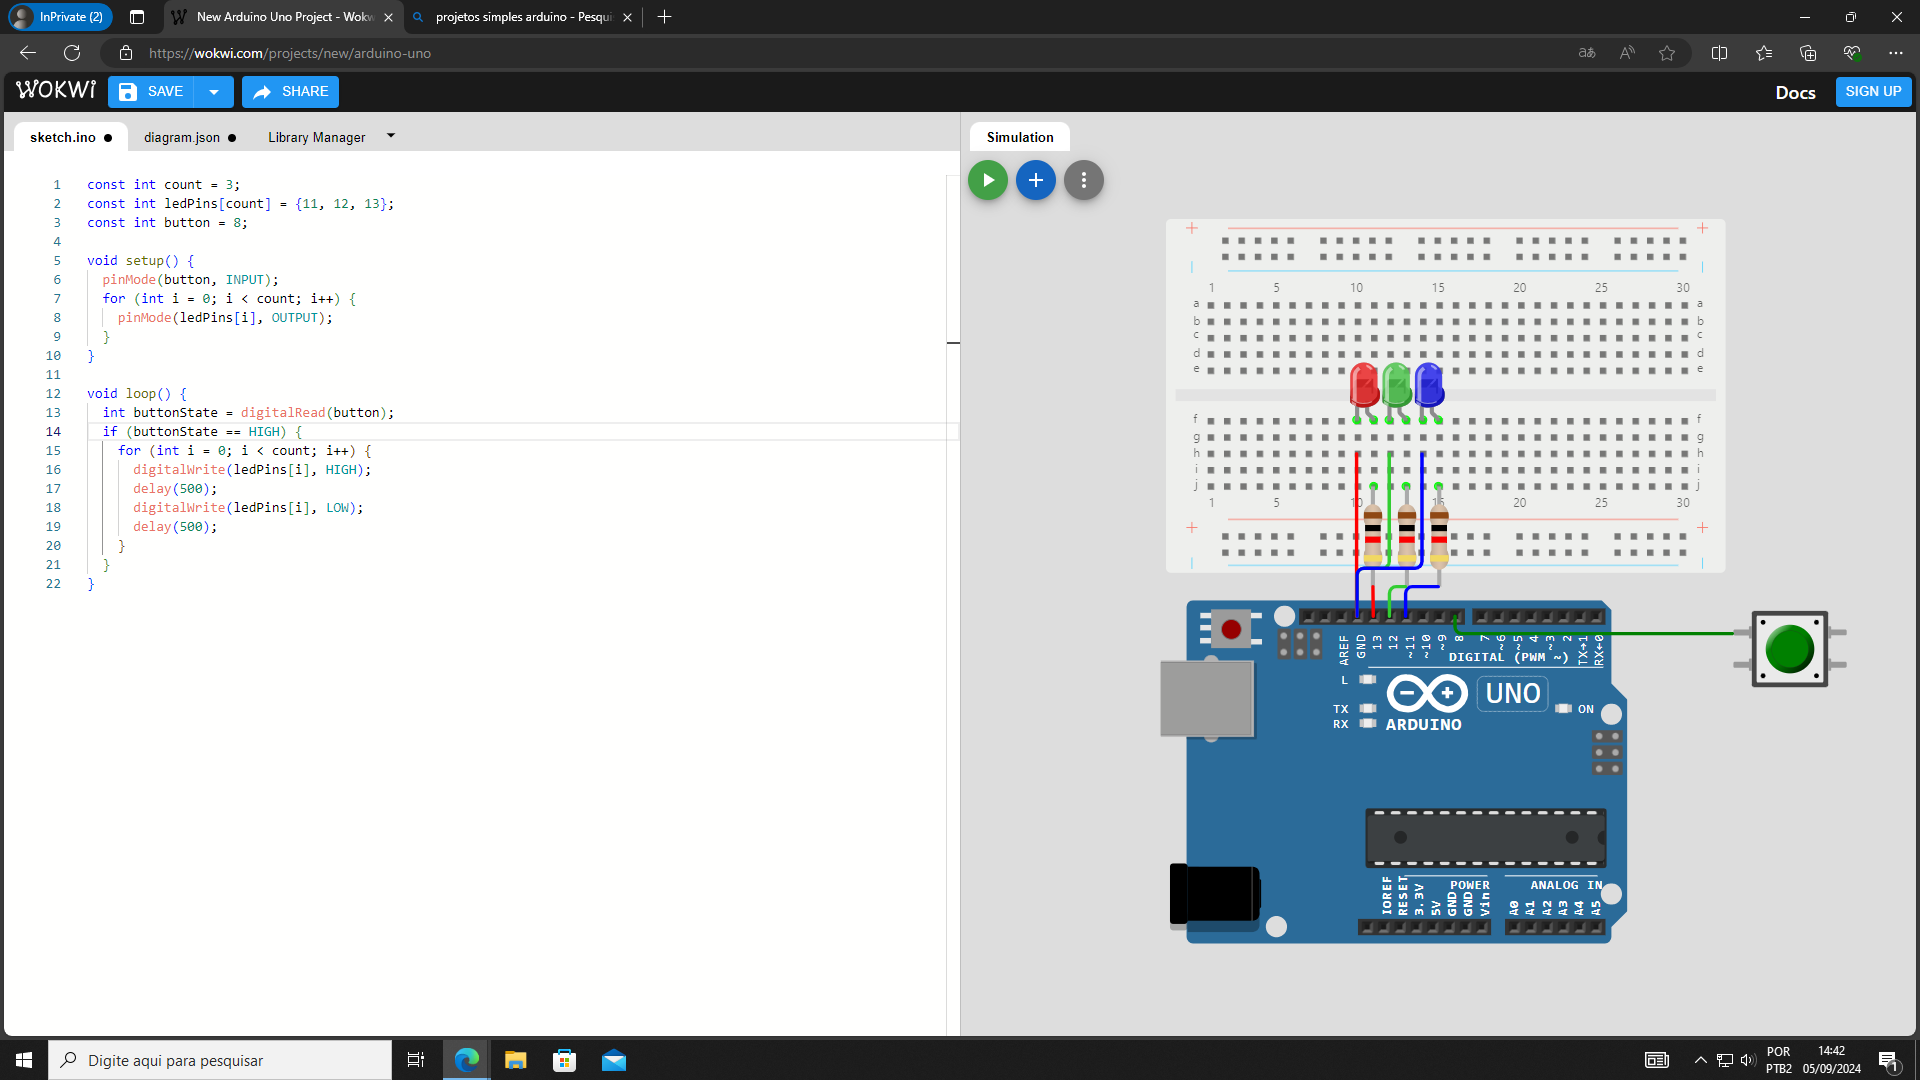 InPrivate (2)
New Arduino Uno Project - Wokw
projetos simples arduino - Pesqui
https://wokwi.com/projects/new/arduino-uno
WOKWI
SAVE
SHARE
Docs
SIGN UP
sketch.ino
diagram.json
Library Manager
Simulation
1 const int count = 3;
2 const int ledPins[count] = {11, 12, 13};
3 const int button = 8;
4
5 void setup() {
6 pinMode(button, INPUT);
7 for (int i = 0; i < count; i++) {
8 pinMode(ledPins[i], OUTPUT);
9 }
10 }
11
12 void loop() {
13 int buttonState = digitalRead(button);
14 if (buttonState == HIGH) {
15 for (int i = 0; i < count; i++) {
16 digitalWrite(ledPins[i], HIGH);
17 delay(500);
18 digitalWrite(ledPins[i], LOW);
19 delay(500);
20 }
21 }
22 }
1 5 10 15 20 25 30
a a
b b
c c
d d
e e
f f
g g
h h
i i
j j
1 5 10 15 20 25 30
AREF GND 13 12 ~11 ~10 ~9 8 7 ~6 ~5 4 ~3 2 TX→1 RX←0
DIGITAL (PWM ~)
L
TX
RX
UNO
ON
ARDUINO
POWER
ANALOG IN
IOREF RESET 3.3V 5V GND GND Vin A0 A1 A2 A3 A4 A5
Digite aqui para pesquisar
POR
PTB2
14:42
05/09/2024
1